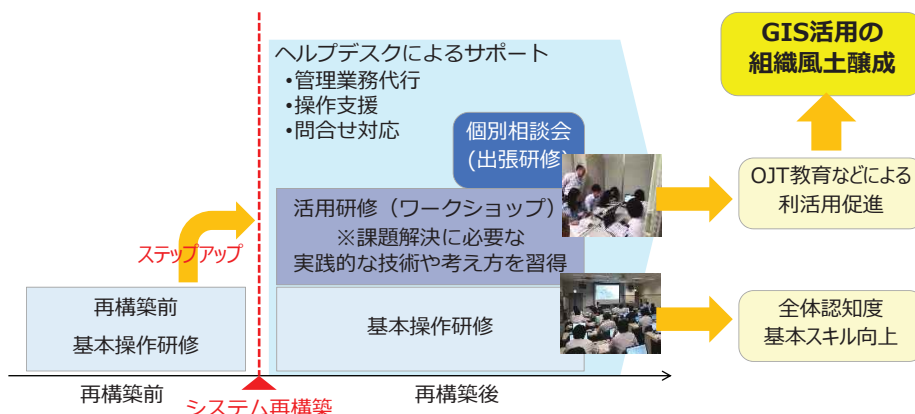 ヘルプデスクによるサポート
・管理業務代行
・操作支援
・問合せ対応
個別相談会
(出張研修)
活用研修（ワークショップ）
※課題解決に必要な
実践的な技術や考え方を習得
ステップアップ
再構築前
基本操作研修
基本操作研修
GIS活用の
組織風土醸成
OJT教育などによる
利活用促進
全体認知度
基本スキル向上
再構築前
システム再構築
再構築後